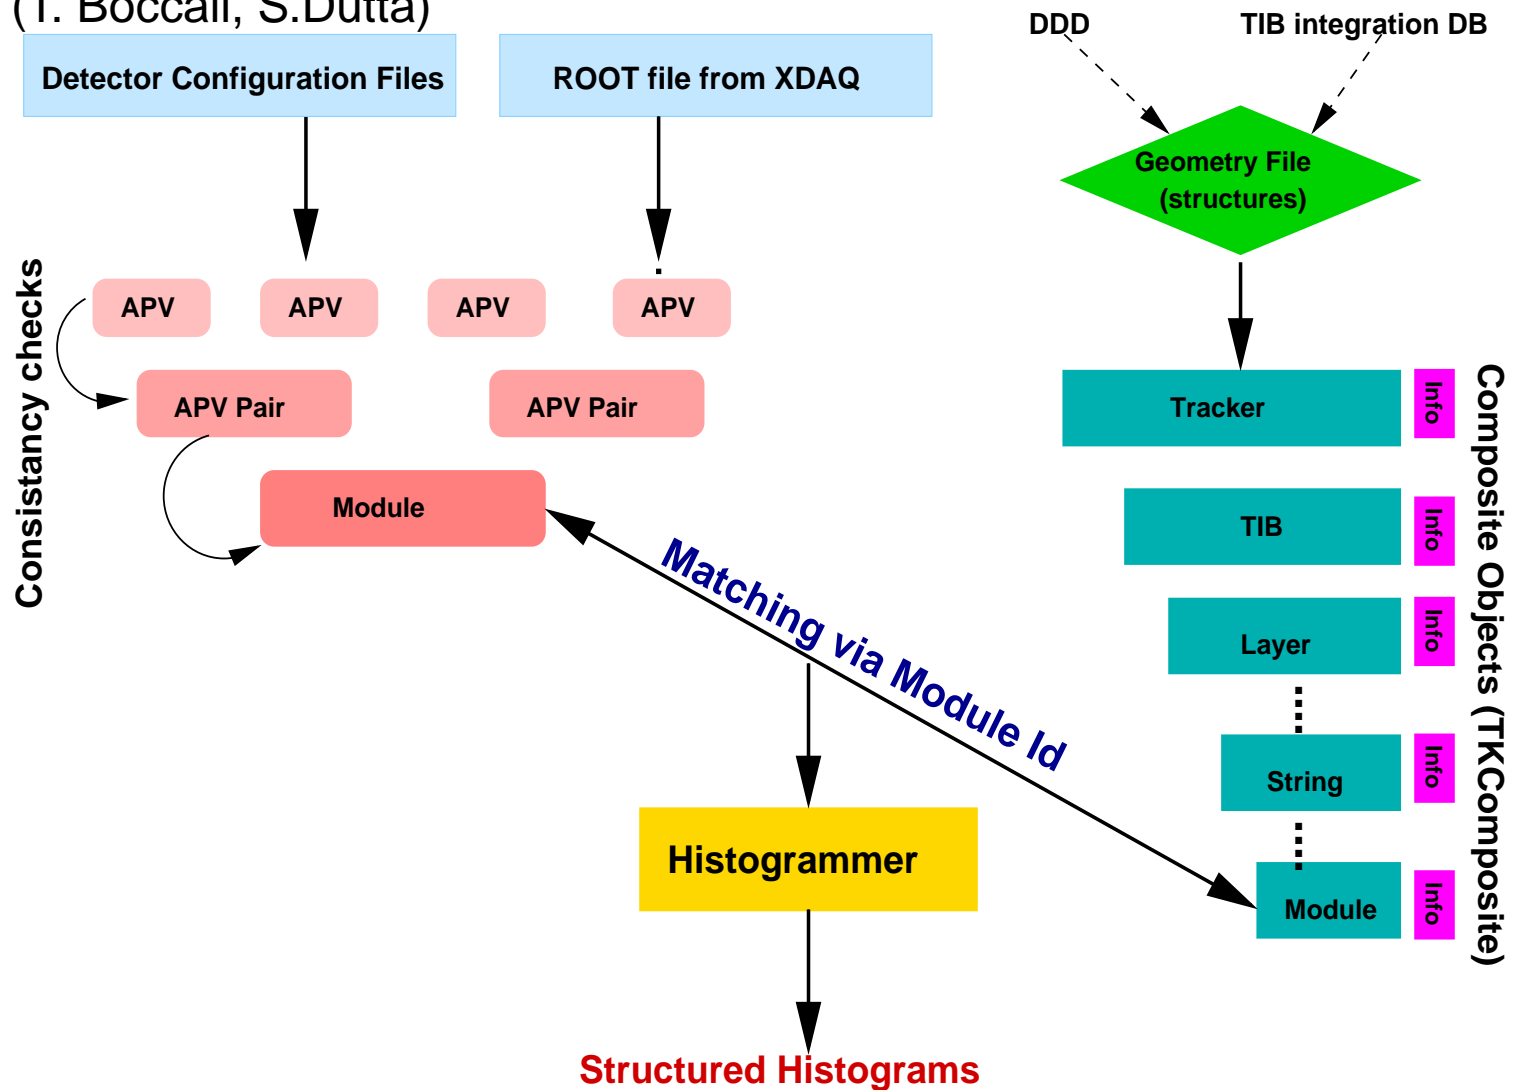 (T. Boccali, S.Dutta)
DDD
TIB integration DB
Detector Configuration Files
ROOT file from XDAQ
Geometry File
(structures)
Consistancy checks
APV
APV
APV
APV
APV Pair
APV Pair
Module
Matching via Module Id
Tracker
Info
TIB
Info
Layer
Info
String
Info
Module
Info
Composite Objects (TKComposite)
Histogrammer
Structured Histograms